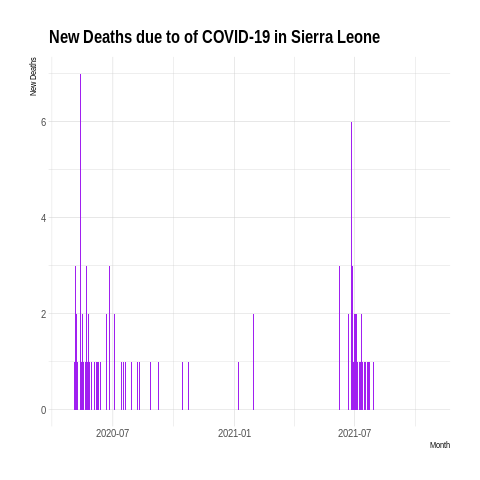 New Deaths due to of COVID-19 in Sierra Leone
New Deaths
6
4
2
0
2020-07
2021-01
2021-07
Month